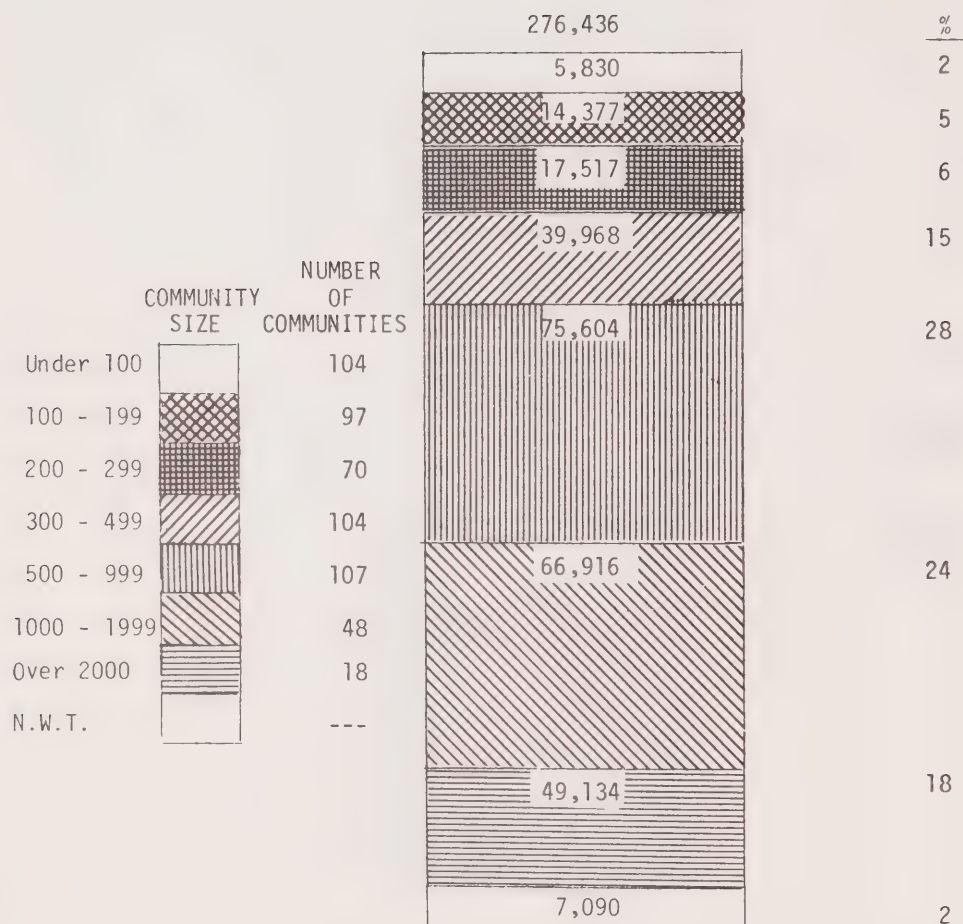 276,436
%
5,830 2
14,377 5
17,517 6
39,968 15
75,604 28
66,916 24
49,134 18
7,090 2
COMMUNITY SIZE NUMBER OF COMMUNITIES
Under 100 104
100 - 199 97
200 - 299 70
300 - 499 104
500 - 999 107
1000 - 1999 48
Over 2000 18
N.W.T. ---